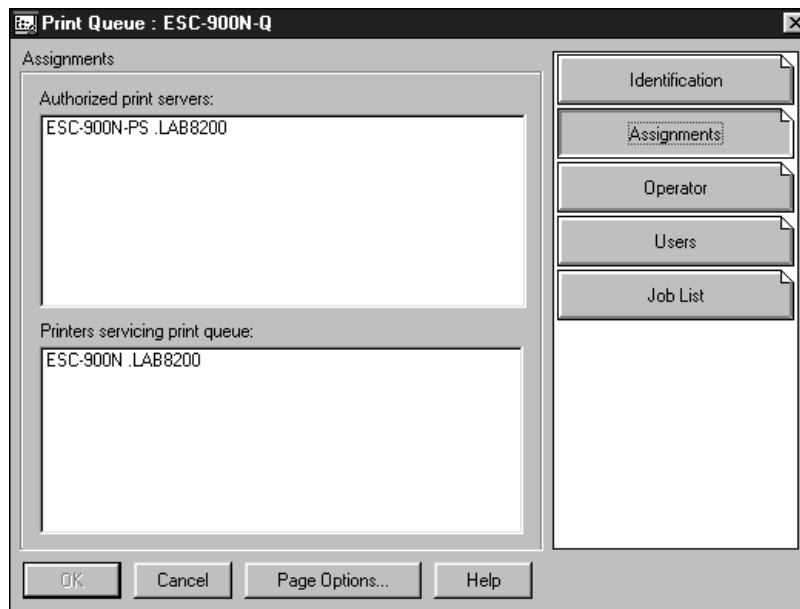 Print Queue : ESC-900N-Q
Assignments
Authorized print servers:
ESC-900N-PS .LAB8200
Printers servicing print queue:
ESC-900N .LAB8200
Identification
Assignments
Operator
Users
Job List
OK
Cancel
Page Options...
Help